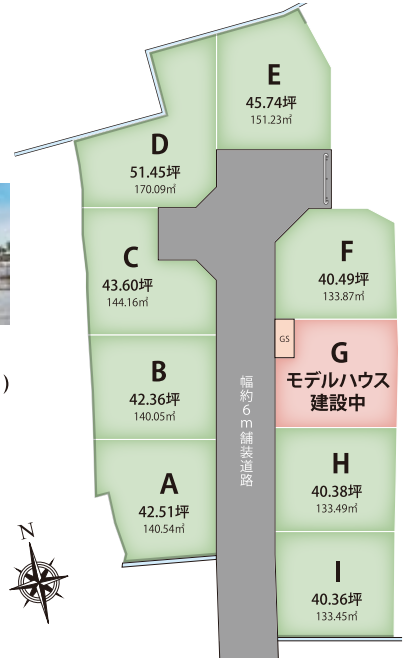 E
45.74坪
151.23㎡
D
51.45坪
170.09㎡
C
43.60坪
144.16㎡
F
40.49坪
133.87㎡
GS
G
モデルハウス
建設中
)
B
42.36坪
140.05㎡
幅約6m舗装道路
A
42.51坪
140.54㎡
H
40.38坪
133.49㎡
N
I
40.36坪
133.45㎡